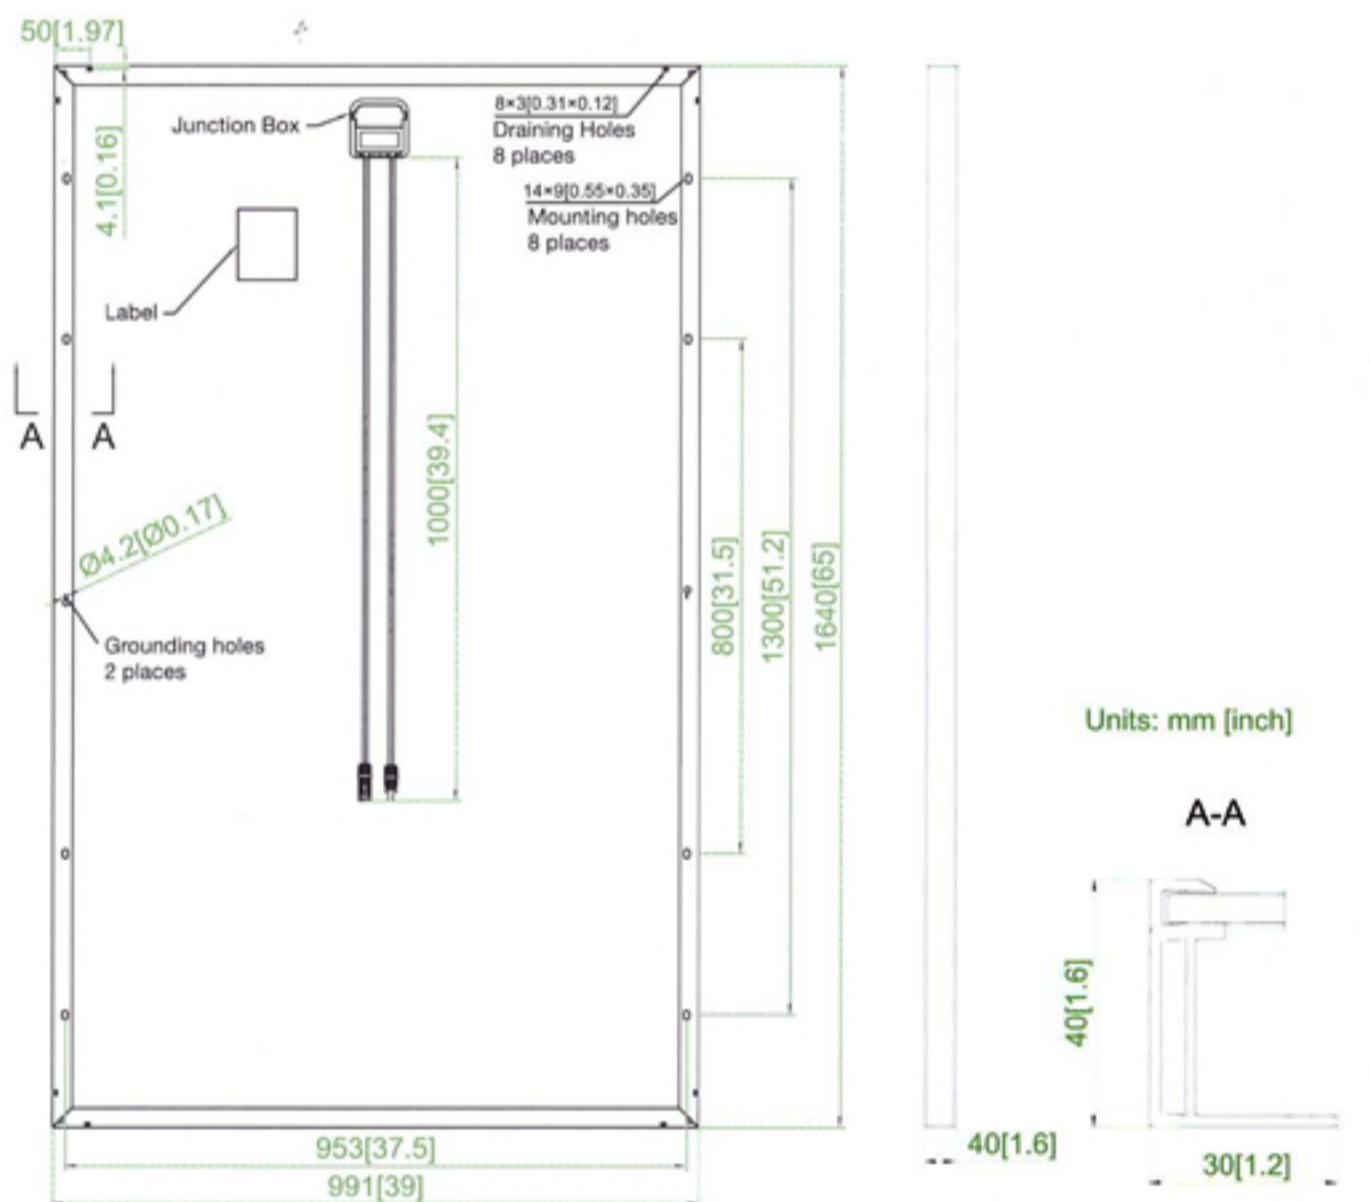 50[1.97]
4.1[0.16]
Junction Box
8×3[0.31×0.12]
Draining Holes
8 places
14×9[0.55×0.35]
Mounting holes
8 places
Label
A A
1000[39.4]
Ø4.2[Ø0.17]
Grounding holes
2 places
800[31.5]
1300[51.2]
1640[65]
Units: mm [inch]
A-A
40[1.6]
30[1.2]
40[1.6]
953[37.5]
991[39]